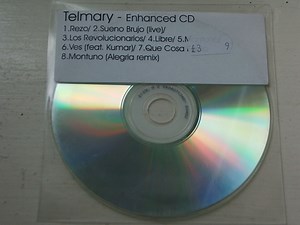 Telmary - Enhanced CD
1.Rezo/ 2.Sueno Brujo (live)/
3.Los Revolucionarios/ 4.Libre/ 5.M
6.Ves (feat. Kumar)/ 7.Que Cosa
8.Montuno (Alegria remix)